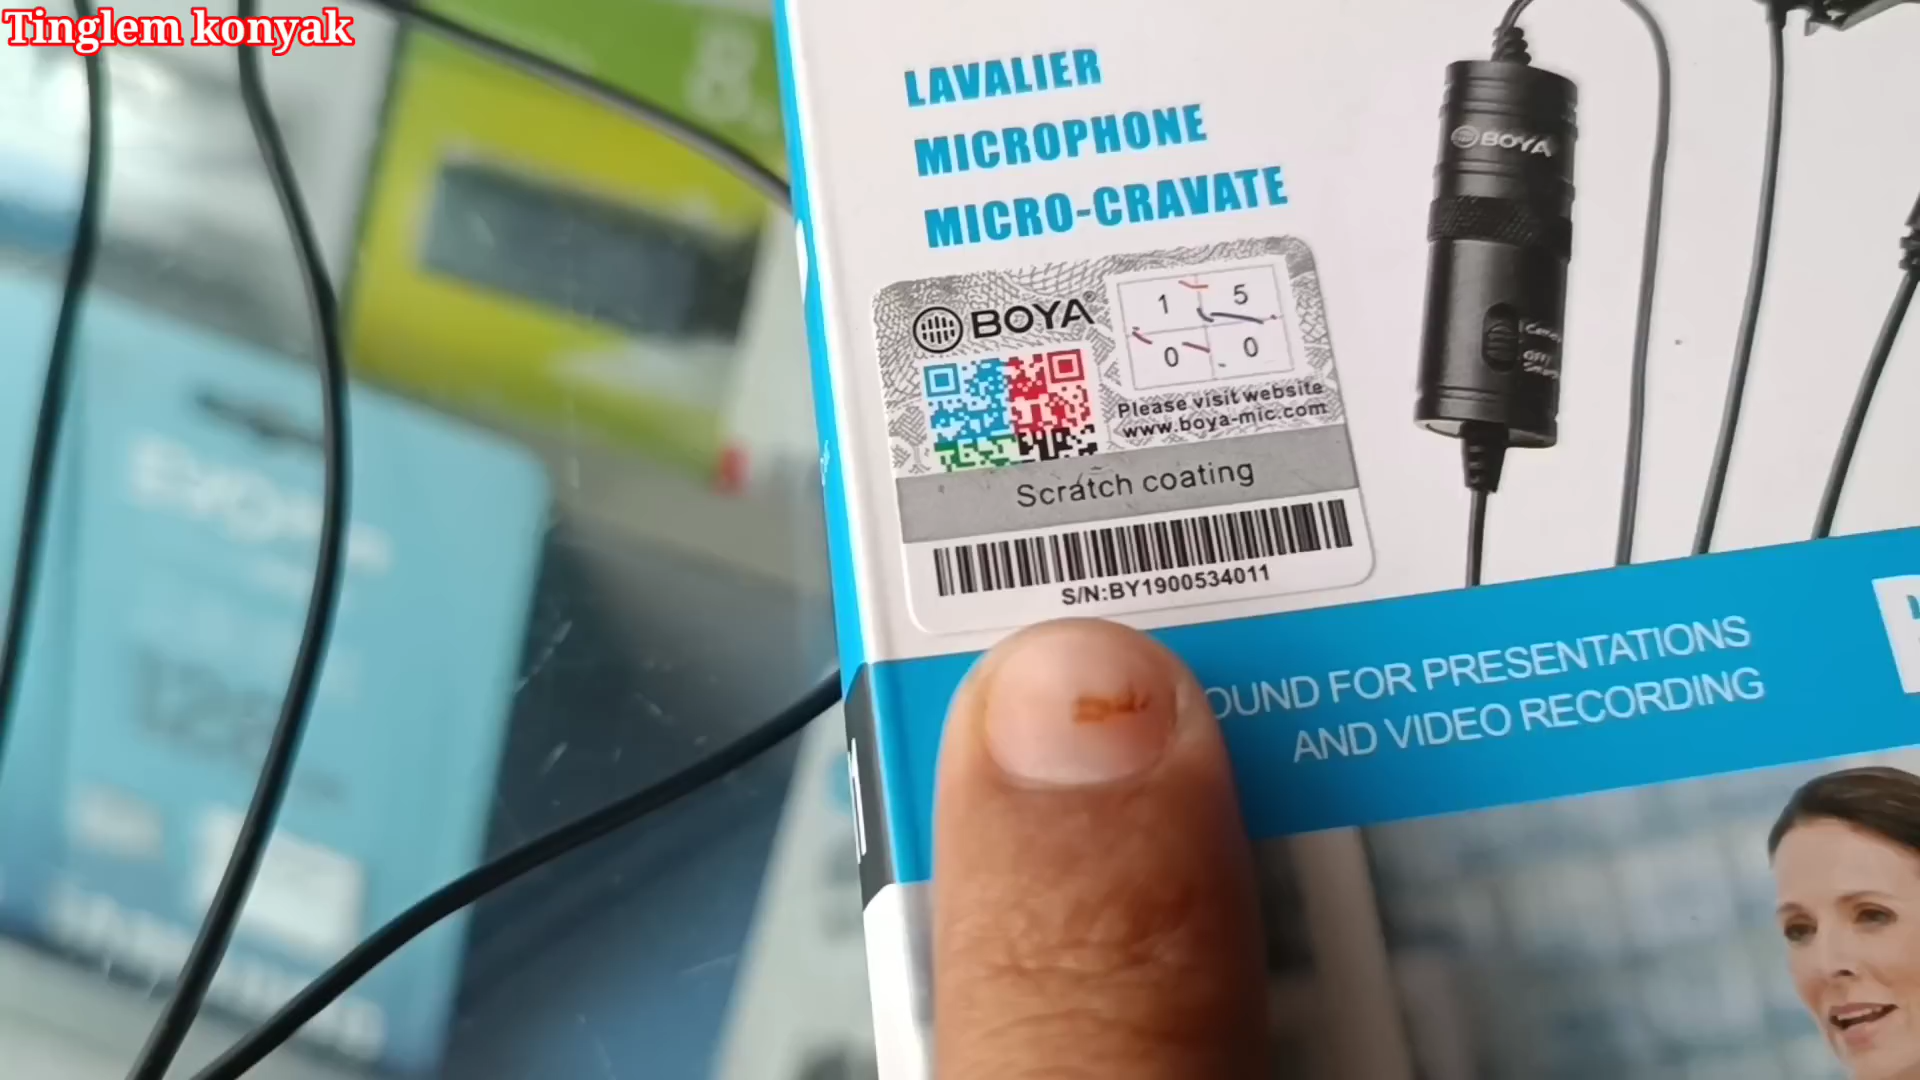 Tinglem konyak
LAVALIER
MICROPHONE
MICRO-CRAVATE
BOYA
BOYA
1 5
0 0
Please visit website
www.boya-mic.com
Scratch coating
S/N:BY1900534011
OUND FOR PRESENTATIONS
AND VIDEO RECORDING